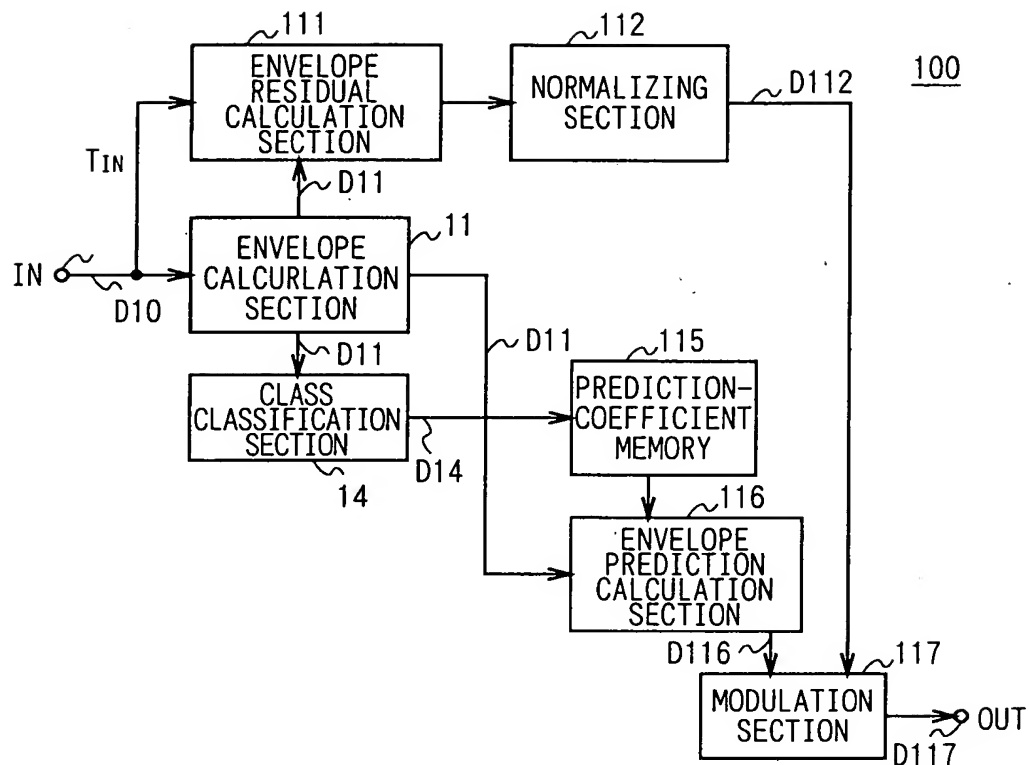 111
ENVELOPE
RESIDUAL
CALCULATION
SECTION
112
NORMALIZING
SECTION
D112
100
TIN
D11
11
IN
D10
ENVELOPE
CALCURLATION
SECTION
D11
D11
CLASS
CLASSIFICATION
SECTION
14
D14
115
PREDICTION-
COEFFICIENT
MEMORY
116
ENVELOPE
PREDICTION
CALCULATION
SECTION
D116
117
MODULATION
SECTION
OUT
D117